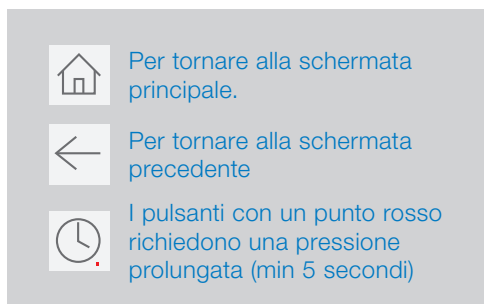 Per tornare alla schermata
principale.
Per tornare alla schermata
precedente
I pulsanti con un punto rosso
richiedono una pressione
prolungata (min 5 secondi)